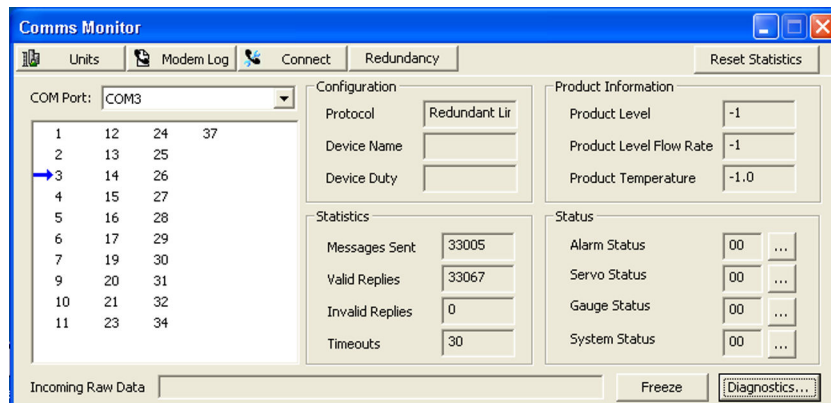 Comms Monitor
Units Modem Log Connect Redundancy Reset Statistics
COM Port: COM3
1 12 24 37
2 13 25
3 14 26
4 15 27
5 16 28
6 17 29
7 19 30
9 20 31
10 21 32
11 23 34
Configuration
Protocol Redundant Lir
Device Name
Device Duty
Product Information
Product Level -1
Product Level Flow Rate -1
Product Temperature -1.0
Statistics
Messages Sent 33005
Valid Replies 33067
Invalid Replies 0
Timeouts 30
Status
Alarm Status 00 ...
Servo Status 00 ...
Gauge Status 00 ...
System Status 00 ...
Incoming Raw Data Freeze Diagnostics...